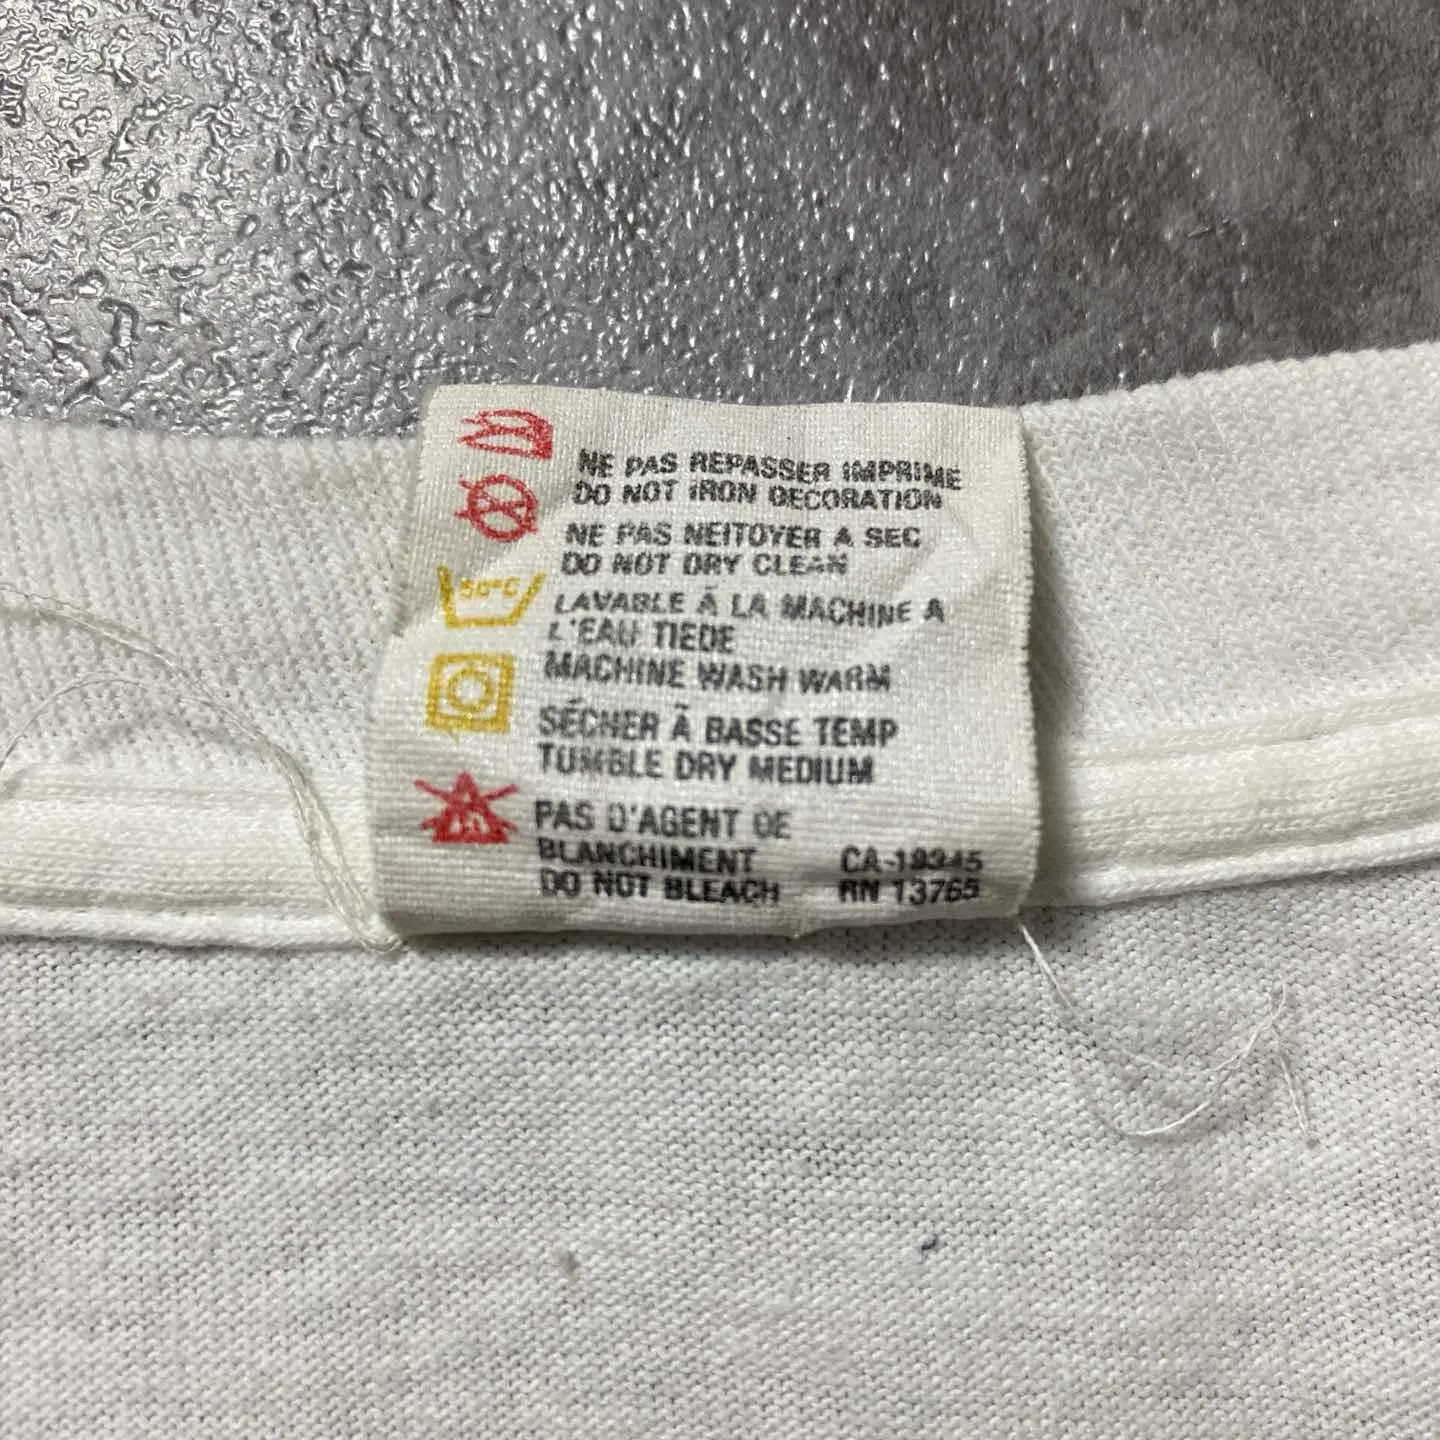 NE PAS REPASSER IMPRIME
DO NOT IRON DECORATION
NE PAS NEITOYER A SEC
DO NOT DRY CLEAN
50°C
LAVABLE À LA MACHINE A
L'EAU TIEDE
MACHINE WASH WARM
SÉCHER À BASSE TEMP
TUMBLE DRY MEDIUM
PAS D'AGENT DE
BLANCHIMENT CA-19345
DO NOT BLEACH RN 13765